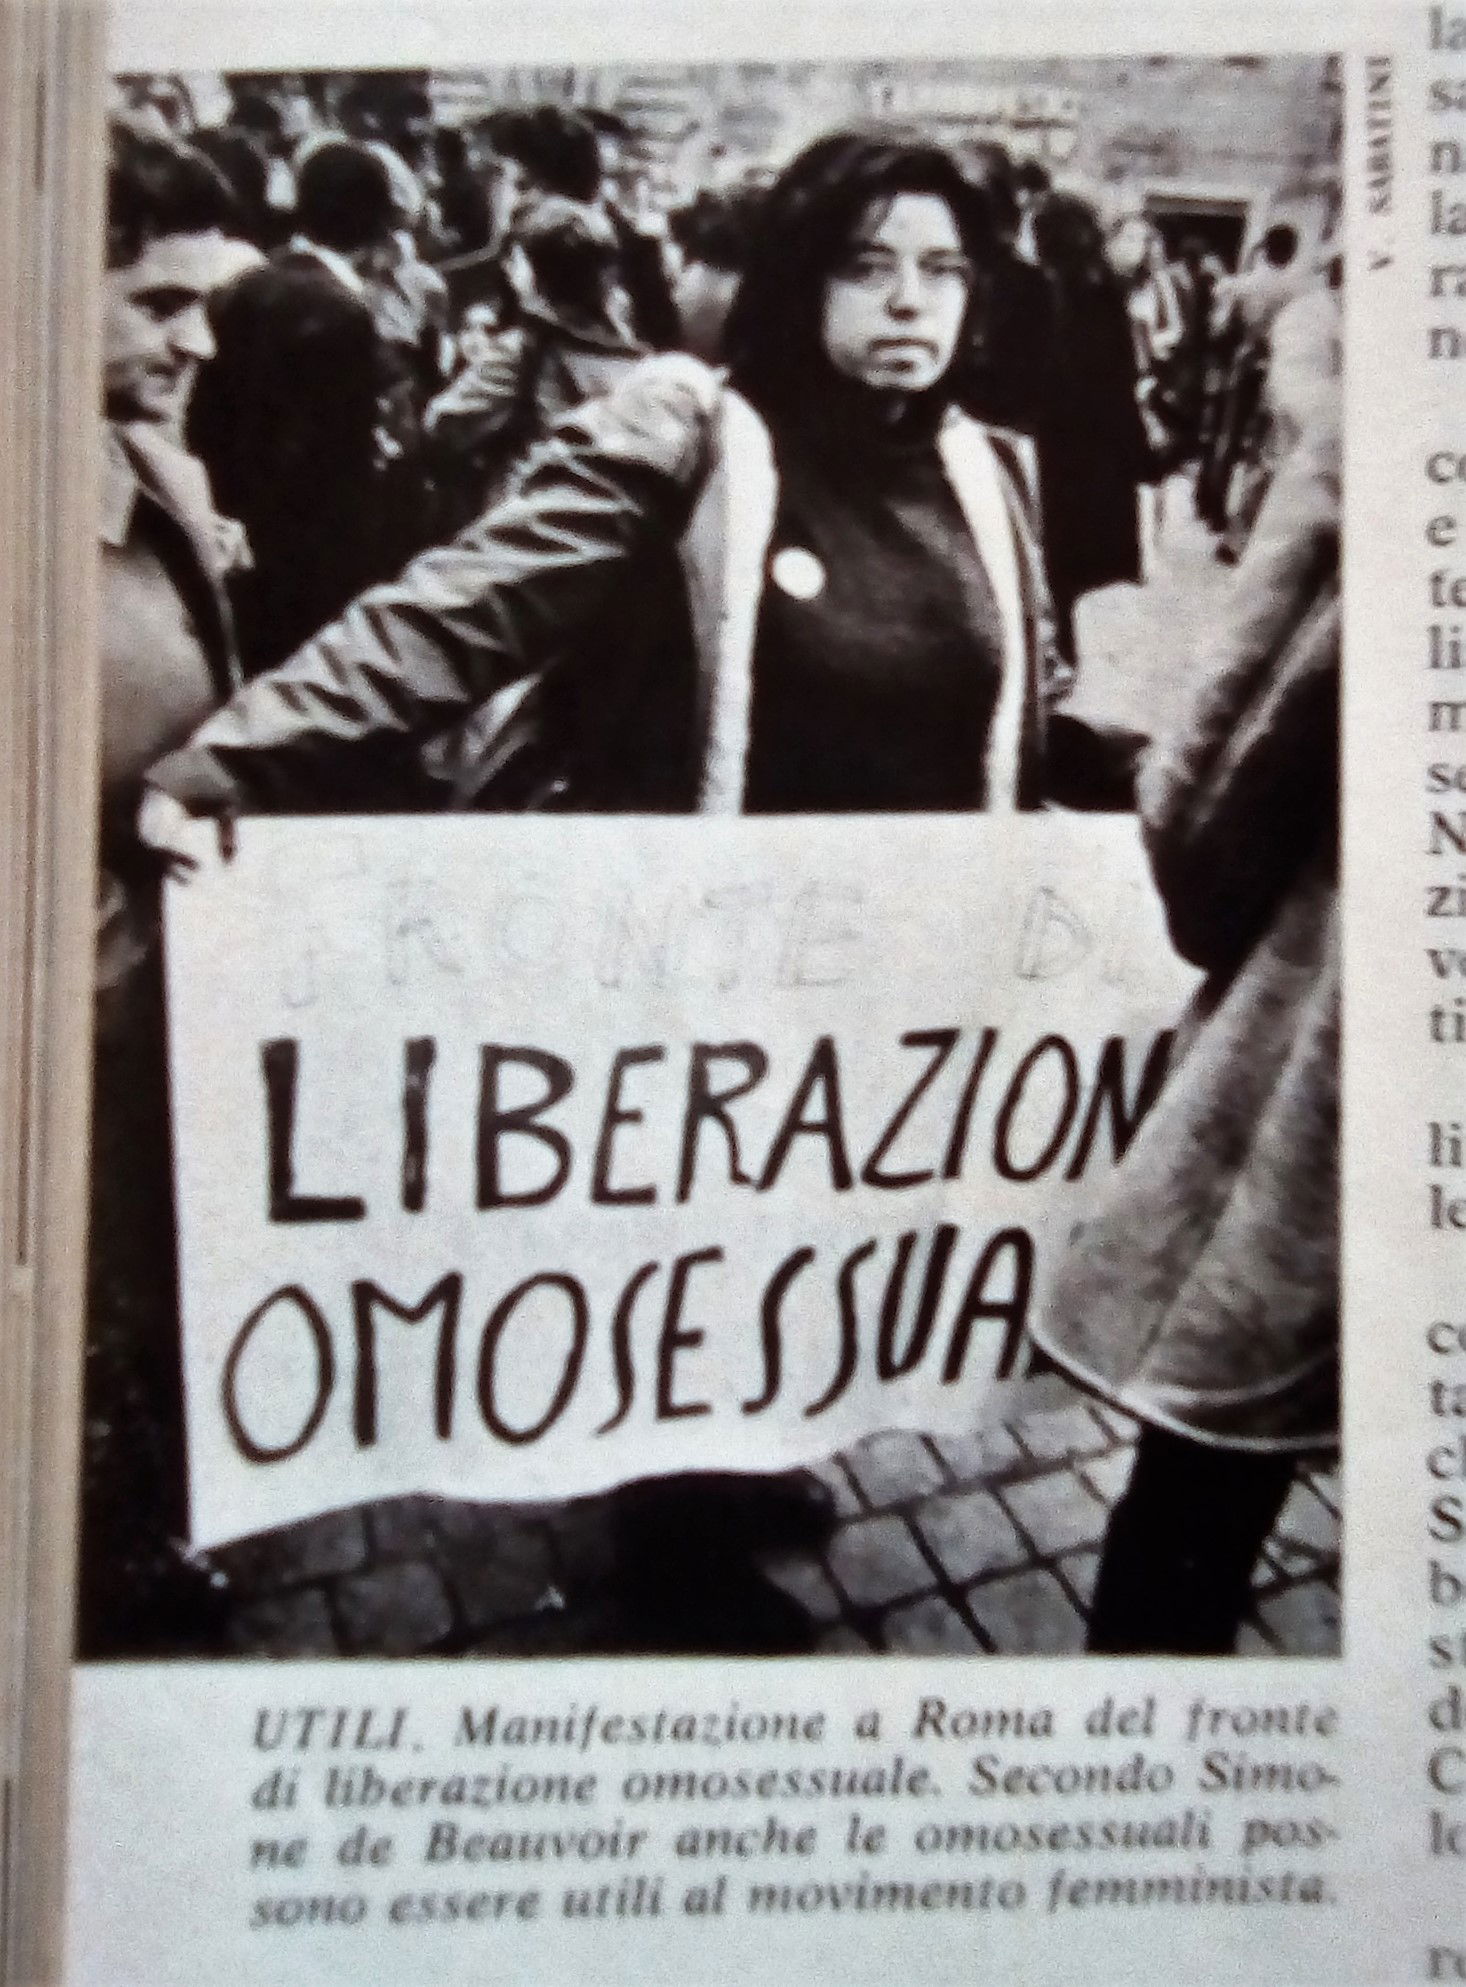 V. SABATINI
FRONTE DI
LIBERAZION
OMOSESSUA
UTILI. Manifestazione a Roma del fronte
di liberazione omosessuale. Secondo Simo-
ne de Beauvoir anche le omosessuali pos-
sono essere utili al movimento femminista.